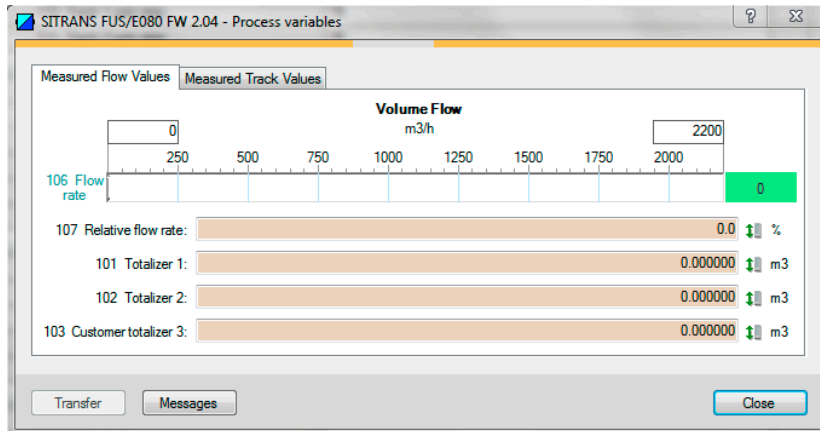 SITRANS FUS/E080 FW 2.04 - Process variables
Measured Flow Values Measured Track Values
Volume Flow
m3/h
0 2200
250 500 750 1000 1250 1500 1750 2000
106 Flow
rate
0
107 Relative flow rate: 0.0 %
101 Totalizer 1: 0.000000 m3
102 Totalizer 2: 0.000000 m3
103 Customer totalizer 3: 0.000000 m3
Transfer Messages Close